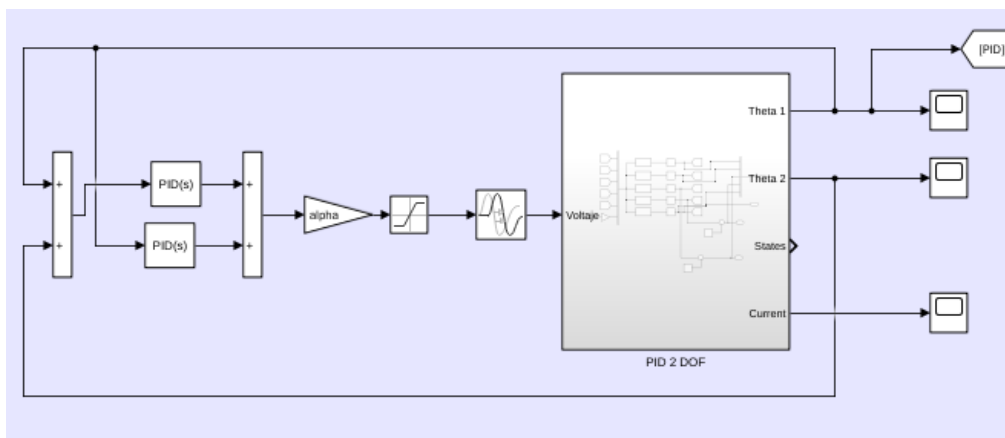 [PID]
Theta 1
+
PID(s)
+
Theta 2
alpha
Voltaje
+
PID(s)
+
States
Current
PID 2 DOF